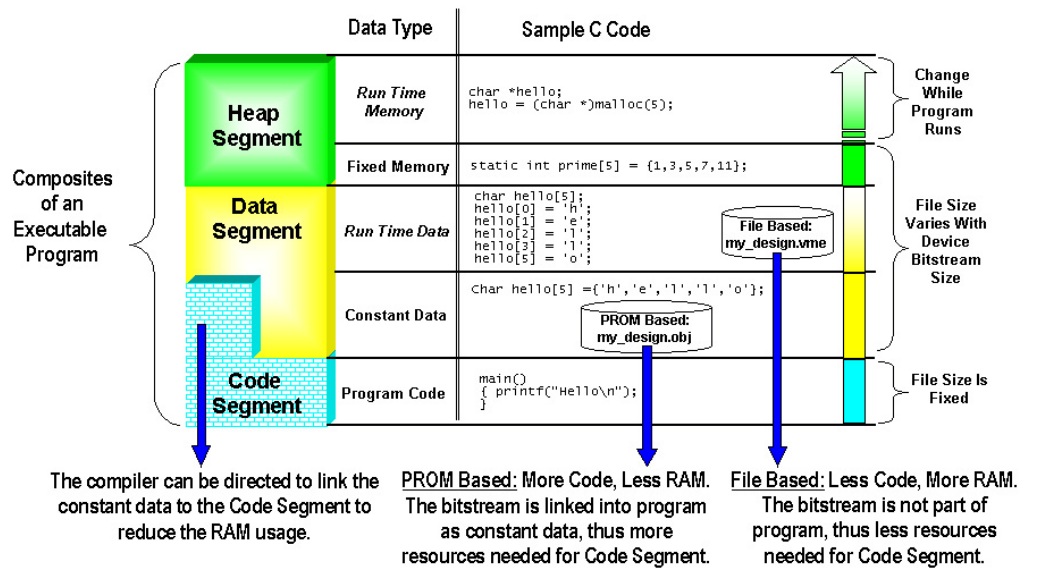 Data Type
Sample C Code
Composites
of an
Executable
Program
Heap
Segment
Run Time
Memory
char *hello;
hello = (char *)malloc(5);
Change
While
Program
Runs
Fixed Memory
static int prime[5] = {1,3,5,7,11};
Data
Segment
Run Time Data
char hello[5];
hello[0] = 'h';
hello[1] = 'e';
hello[2] = 'l';
hello[3] = 'l';
hello[5] = 'o';
File Based:
my_design.vme
File Size
Varies With
Device
Bitstream
Size
Constant Data
Char hello[5] ={'h','e','l','l','o'};
PROM Based:
my_design.obj
Code
Segment
Program Code
main()
{ printf("Hello\n");
}
File Size Is
Fixed
The compiler can be directed to link the
constant data to the Code Segment to
reduce the RAM usage.
PROM Based: More Code, Less RAM.
The bitstream is linked into program
as constant data, thus more
resources needed for Code Segment.
File Based: Less Code, More RAM.
The bitstream is not part of
program, thus less resources
needed for Code Segment.